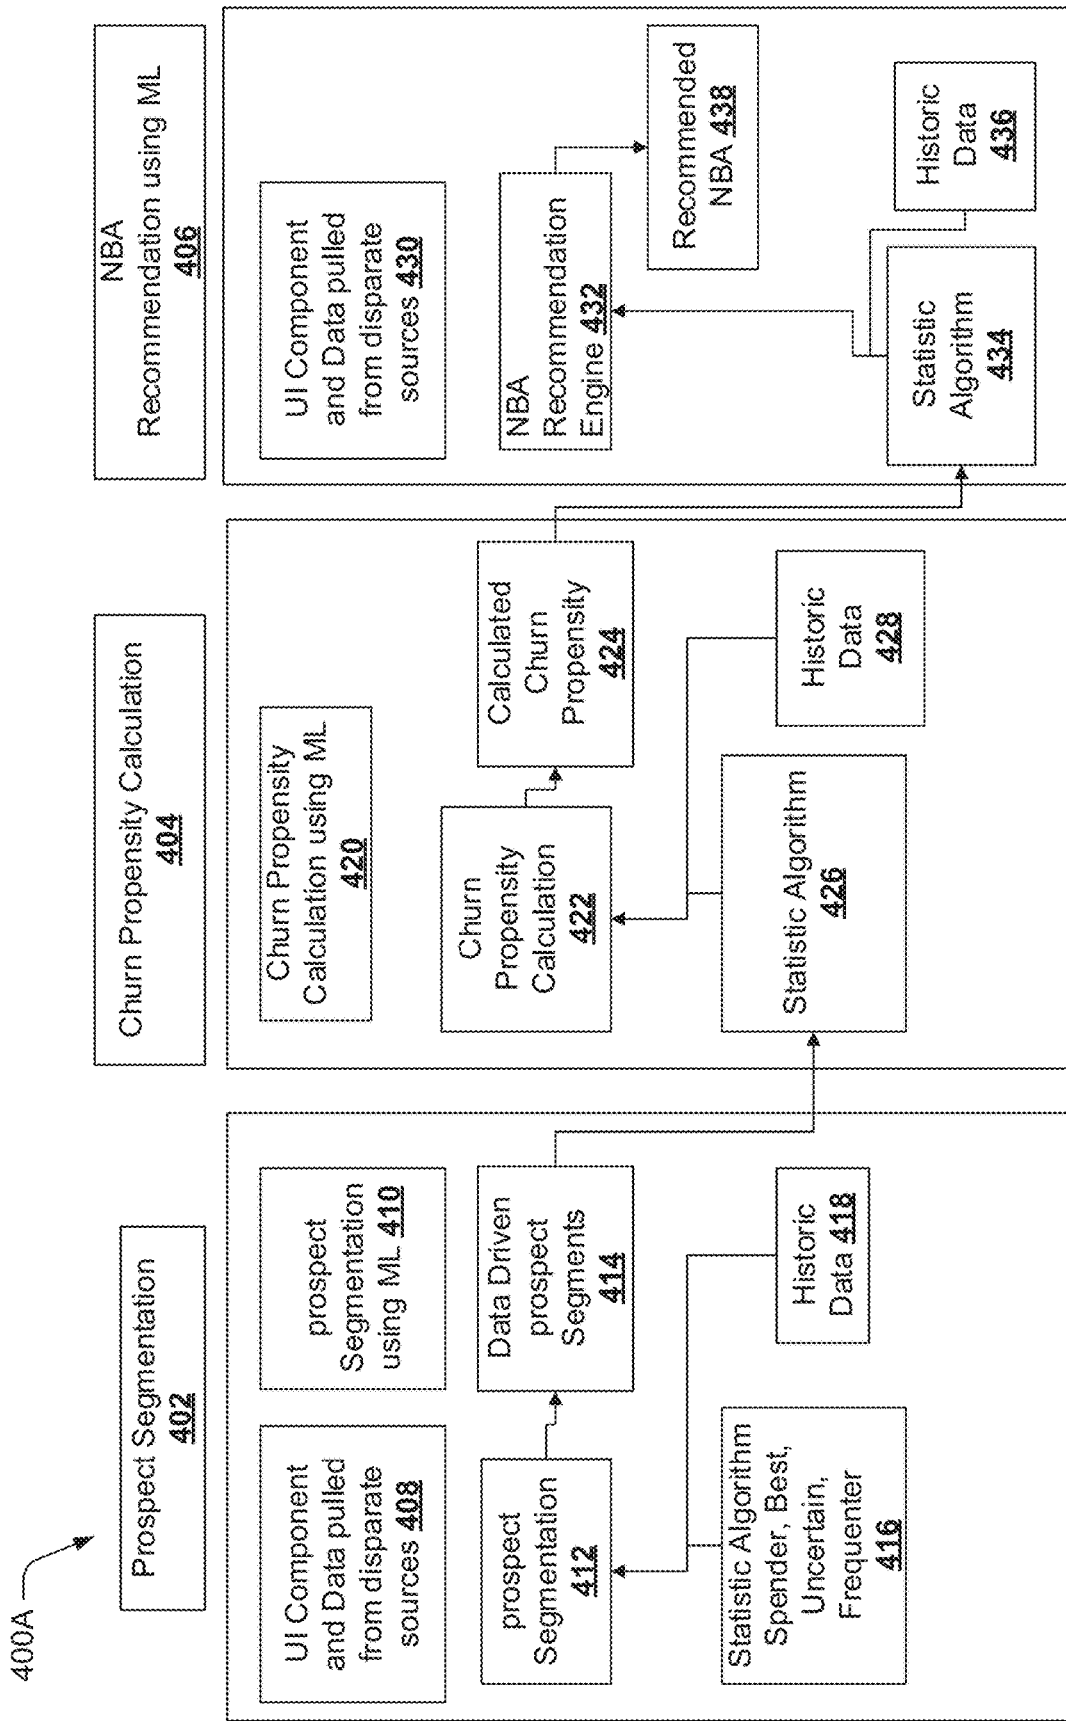 400A
Prospect Segmentation
402
UI Component
and Data pulled
from disparate
sources 408
prospect
Segmentation
using ML 410
prospect
Segmentation
412
Data Driven
prospect
Segments
414
Statistic Algorithm
Spender, Best,
Uncertain,
Frequenter
416
Historic
Data 418
Churn Propensity Calculation
404
Churn Propensity
Calculation using ML
420
Churn
Propensity
Calculation
422
Calculated
Churn
Propensity
424
Statistic Algorithm
426
Historic
Data
428
NBA
Recommendation using ML
406
UI Component
and Data pulled
from disparate
sources 430
NBA
Recommendation
Engine 432
Recommended
NBA 438
Statistic
Algorithm
434
Historic
Data
436